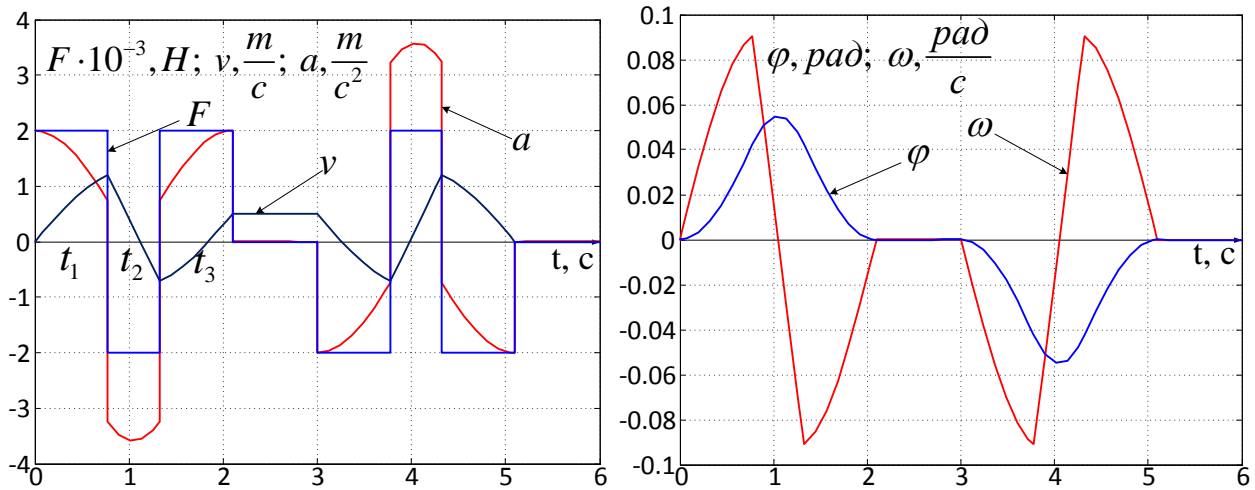 4
3
2
1
0
-1
-2
-3
-4
F·10⁻³, H; v, m/c; a, m/c²
F
v
a
t₁ t₂ t₃
t, c
0 1 2 3 4 5 6
0.1
0.08
0.06
0.04
0.02
0
-0.02
-0.04
-0.06
-0.08
-0.1
φ, рад; ω, рад/c
ω
φ
t, c
0 1 2 3 4 5 6